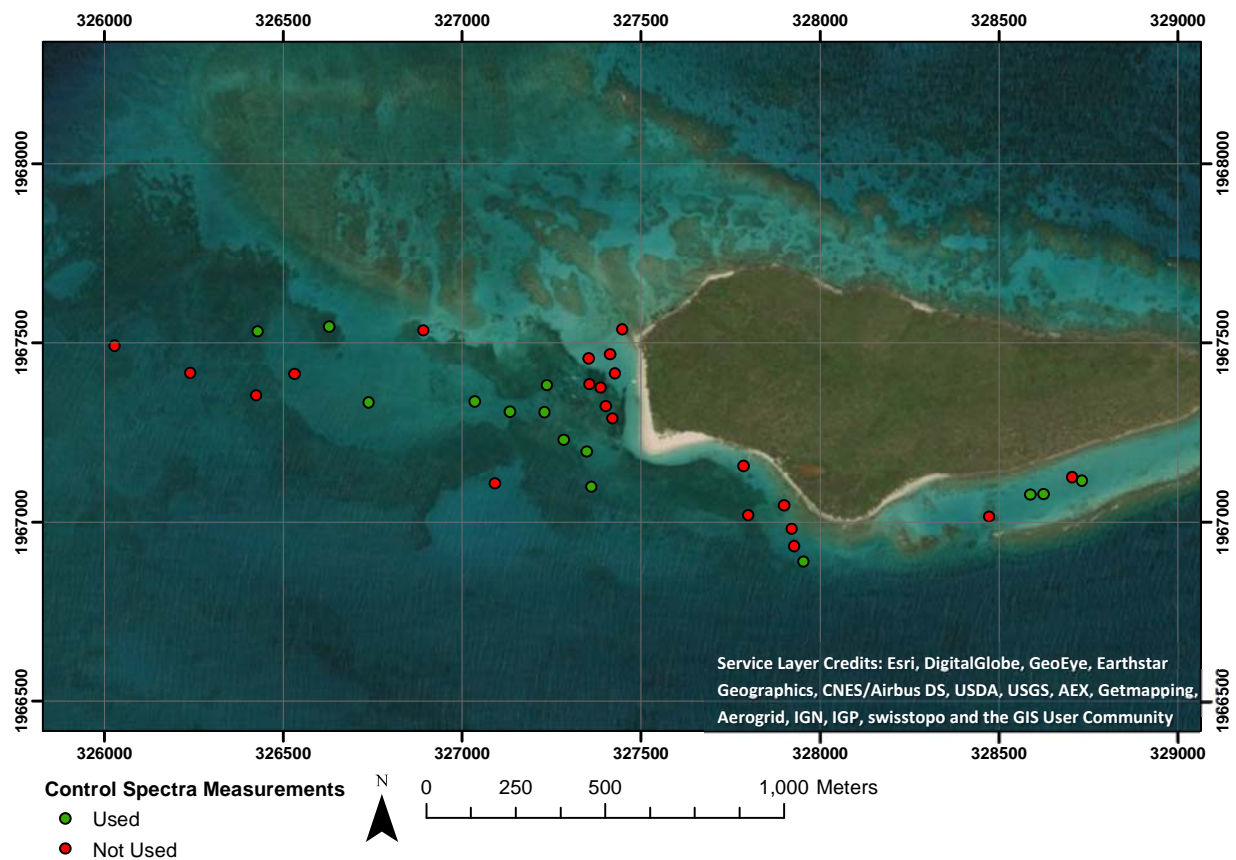 326000 326500 327000 327500 328000 328500 329000
1968000 1968000
1967500 1967500
1967000 1967000
1966500 1966500
Service Layer Credits: Esri, DigitalGlobe, GeoEye, Earthstar
Geographics, CNES/Airbus DS, USDA, USGS, AEX, Getmapping,
Aerogrid, IGN, IGP, swisstopo and the GIS User Community
326000 326500 327000 327500 328000 328500 329000
Control Spectra Measurements
Used
Not Used
N
0 250 500 1,000 Meters